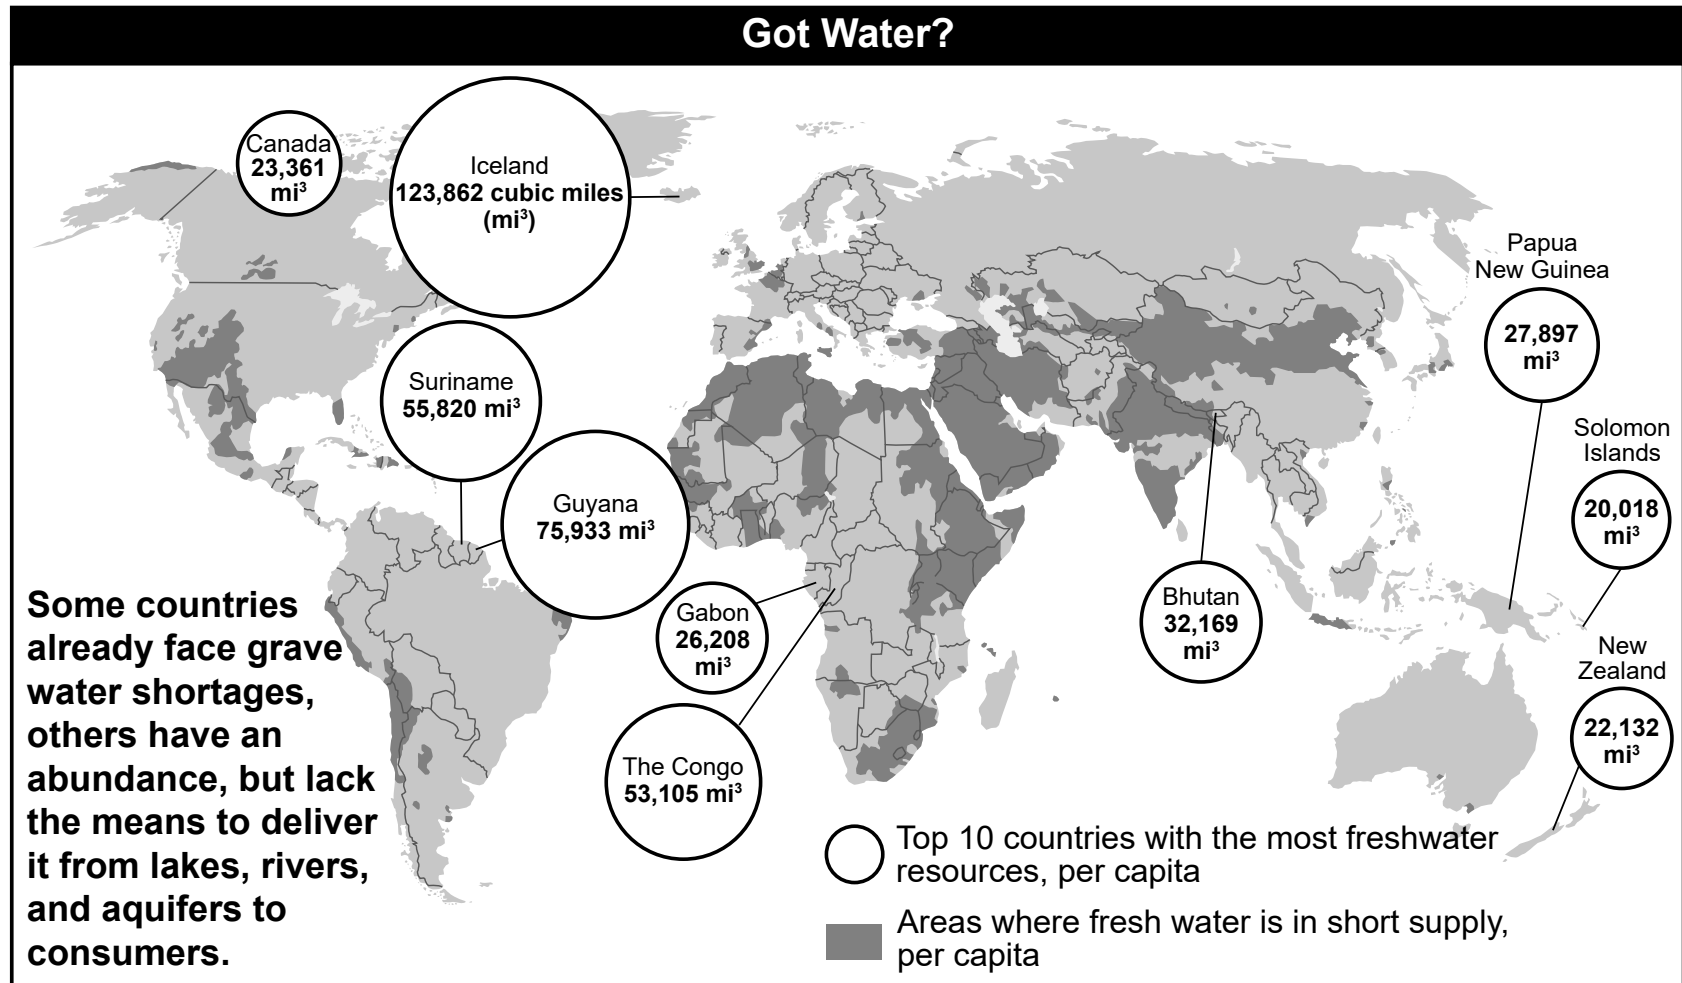 Got Water?
Canada
23,361
mi³
Iceland
123,862 cubic miles
(mi³)
Suriname
55,820 mi³
Guyana
75,933 mi³
Gabon
26,208
mi³
The Congo
53,105 mi³
Bhutan
32,169
mi³
Papua
New Guinea
27,897
mi³
Solomon
Islands
20,018
mi³
New
Zealand
22,132
mi³
Some countries
already face grave
water shortages,
others have an
abundance, but lack
the means to deliver
it from lakes, rivers,
and aquifers to
consumers.
Top 10 countries with the most freshwater
resources, per capita
Areas where fresh water is in short supply,
per capita